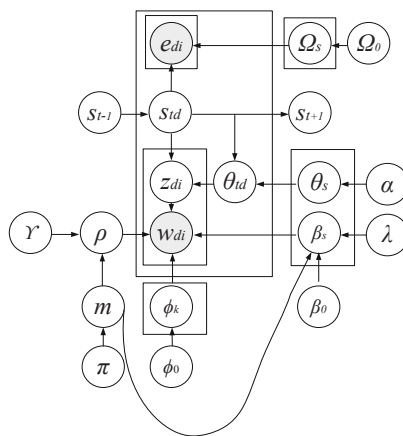 e_di Ω_s Ω_0
s_t-1 s_td s_t+1
z_di θ_td θ_s α
ϒ ρ w_di β_s λ
m ϕ_k β_0
π ϕ_0